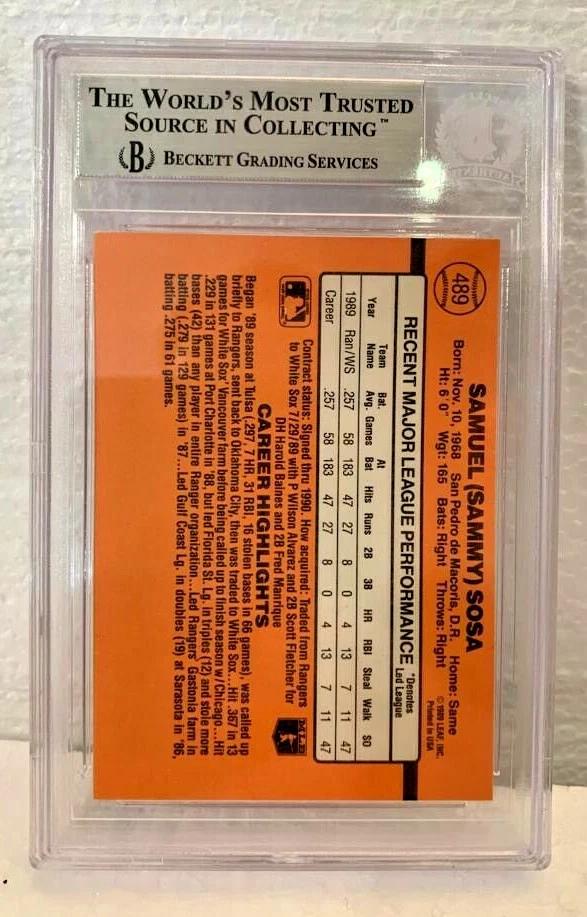 THE WORLD'S MOST TRUSTED
SOURCE IN COLLECTING™
B BECKETT GRADING SERVICES
489
SAMUEL (SAMMY) SOSA
Born: Nov. 10, 1968 San Pedro de Macoris, D.R. Home: Same
Ht: 6' 0" Wgt: 165 Bats: Right Throws: Right
© 1989 LEAF, INC.
Printed in USA
RECENT MAJOR LEAGUE PERFORMANCE *Denotes
Led League
Year Team Name Bat. Avg. Games At Bat Hits Runs 2B 3B HR RBI Steal Walk SO
1989 Ran/WS .257 58 183 47 27 8 0 4 13 7 11 47
Career .257 58 183 47 27 8 0 4 13 7 11 47
Contract status: Signed thru 1990. How acquired: Traded from Rangers
to White Sox 7/29/89 with P Wilson Alvarez and 2B Scott Fletcher for
DH Harold Baines and 2B Fred Manrique
MLB
CAREER HIGHLIGHTS
Began '89 season at Tulsa (.297, 7 HR, 31 RBI, 16 stolen bases in 66 games), was called up
briefly to Rangers, sent back to Oklahoma City, then was traded to White Sox...Hit .367 in 13
games for White Sox' Vancouver farm before being called up to finish season w/Chicago...Hit
.229 in 131 games at Port Charlotte in '88, but led Florida St. Lg. in triples (12) and stole more
bases (42) than any player in entire Ranger organization...Led Rangers' Gastonia farm in
batting (.279 in 129 games) in '87...Led Gulf Coast Lg. in doubles (19) at Sarasota in '86,
batting .275 in 61 games.